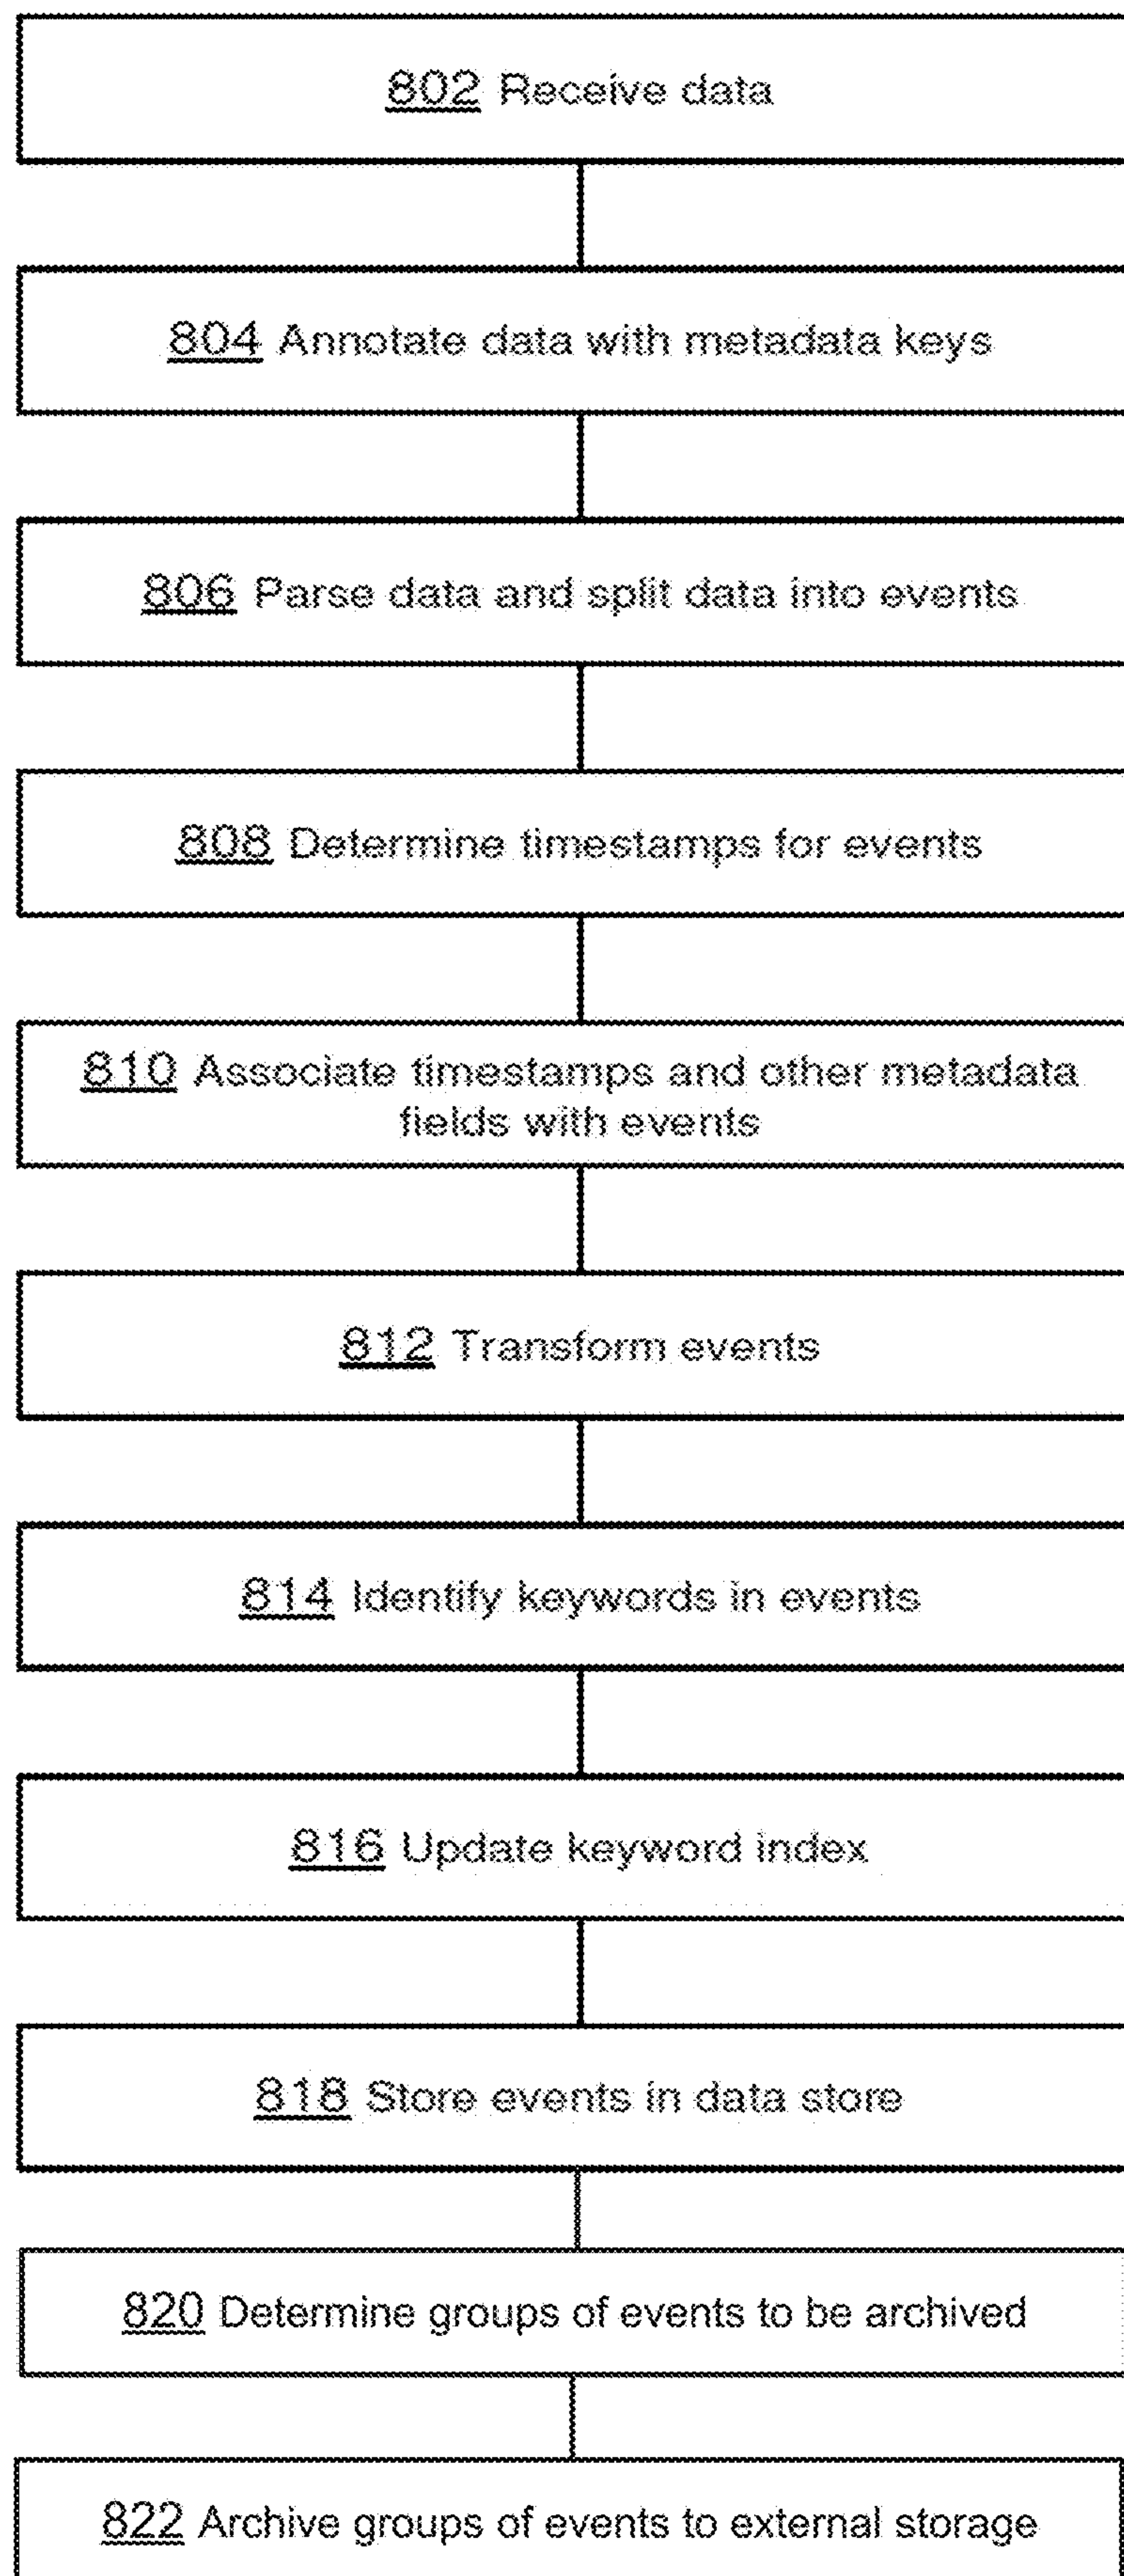 802 Receive data
804 Annotate data with metadata keys
806 Parse data and split data into events
808 Determine timestamps for events
810 Associate timestamps and other metadata
fields with events
812 Transform events
814 Identify keywords in events
816 Update keyword index
818 Store events in data store
820 Determine groups of events to be archived
822 Archive groups of events to external storage